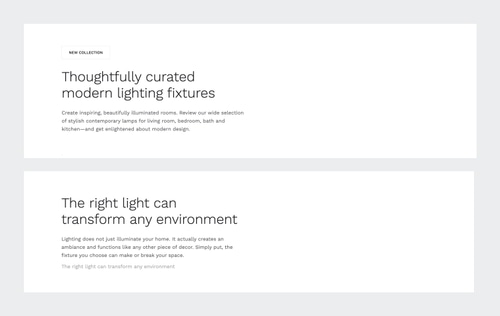 NEW COLLECTION
Thoughtfully curated
modern lighting fixtures
Create inspiring, beautifully illuminated rooms. Review our wide selection
of stylish contemporary lamps for living room, bedroom, bath and
kitchen—and get enlightened about modern design.
The right light can
transform any environment
Lighting does not just illuminate your home. It actually creates an
ambiance and functions like any other piece of decor. Simply put, the
fixture you choose can make or break your space.
The right light can transform any environment